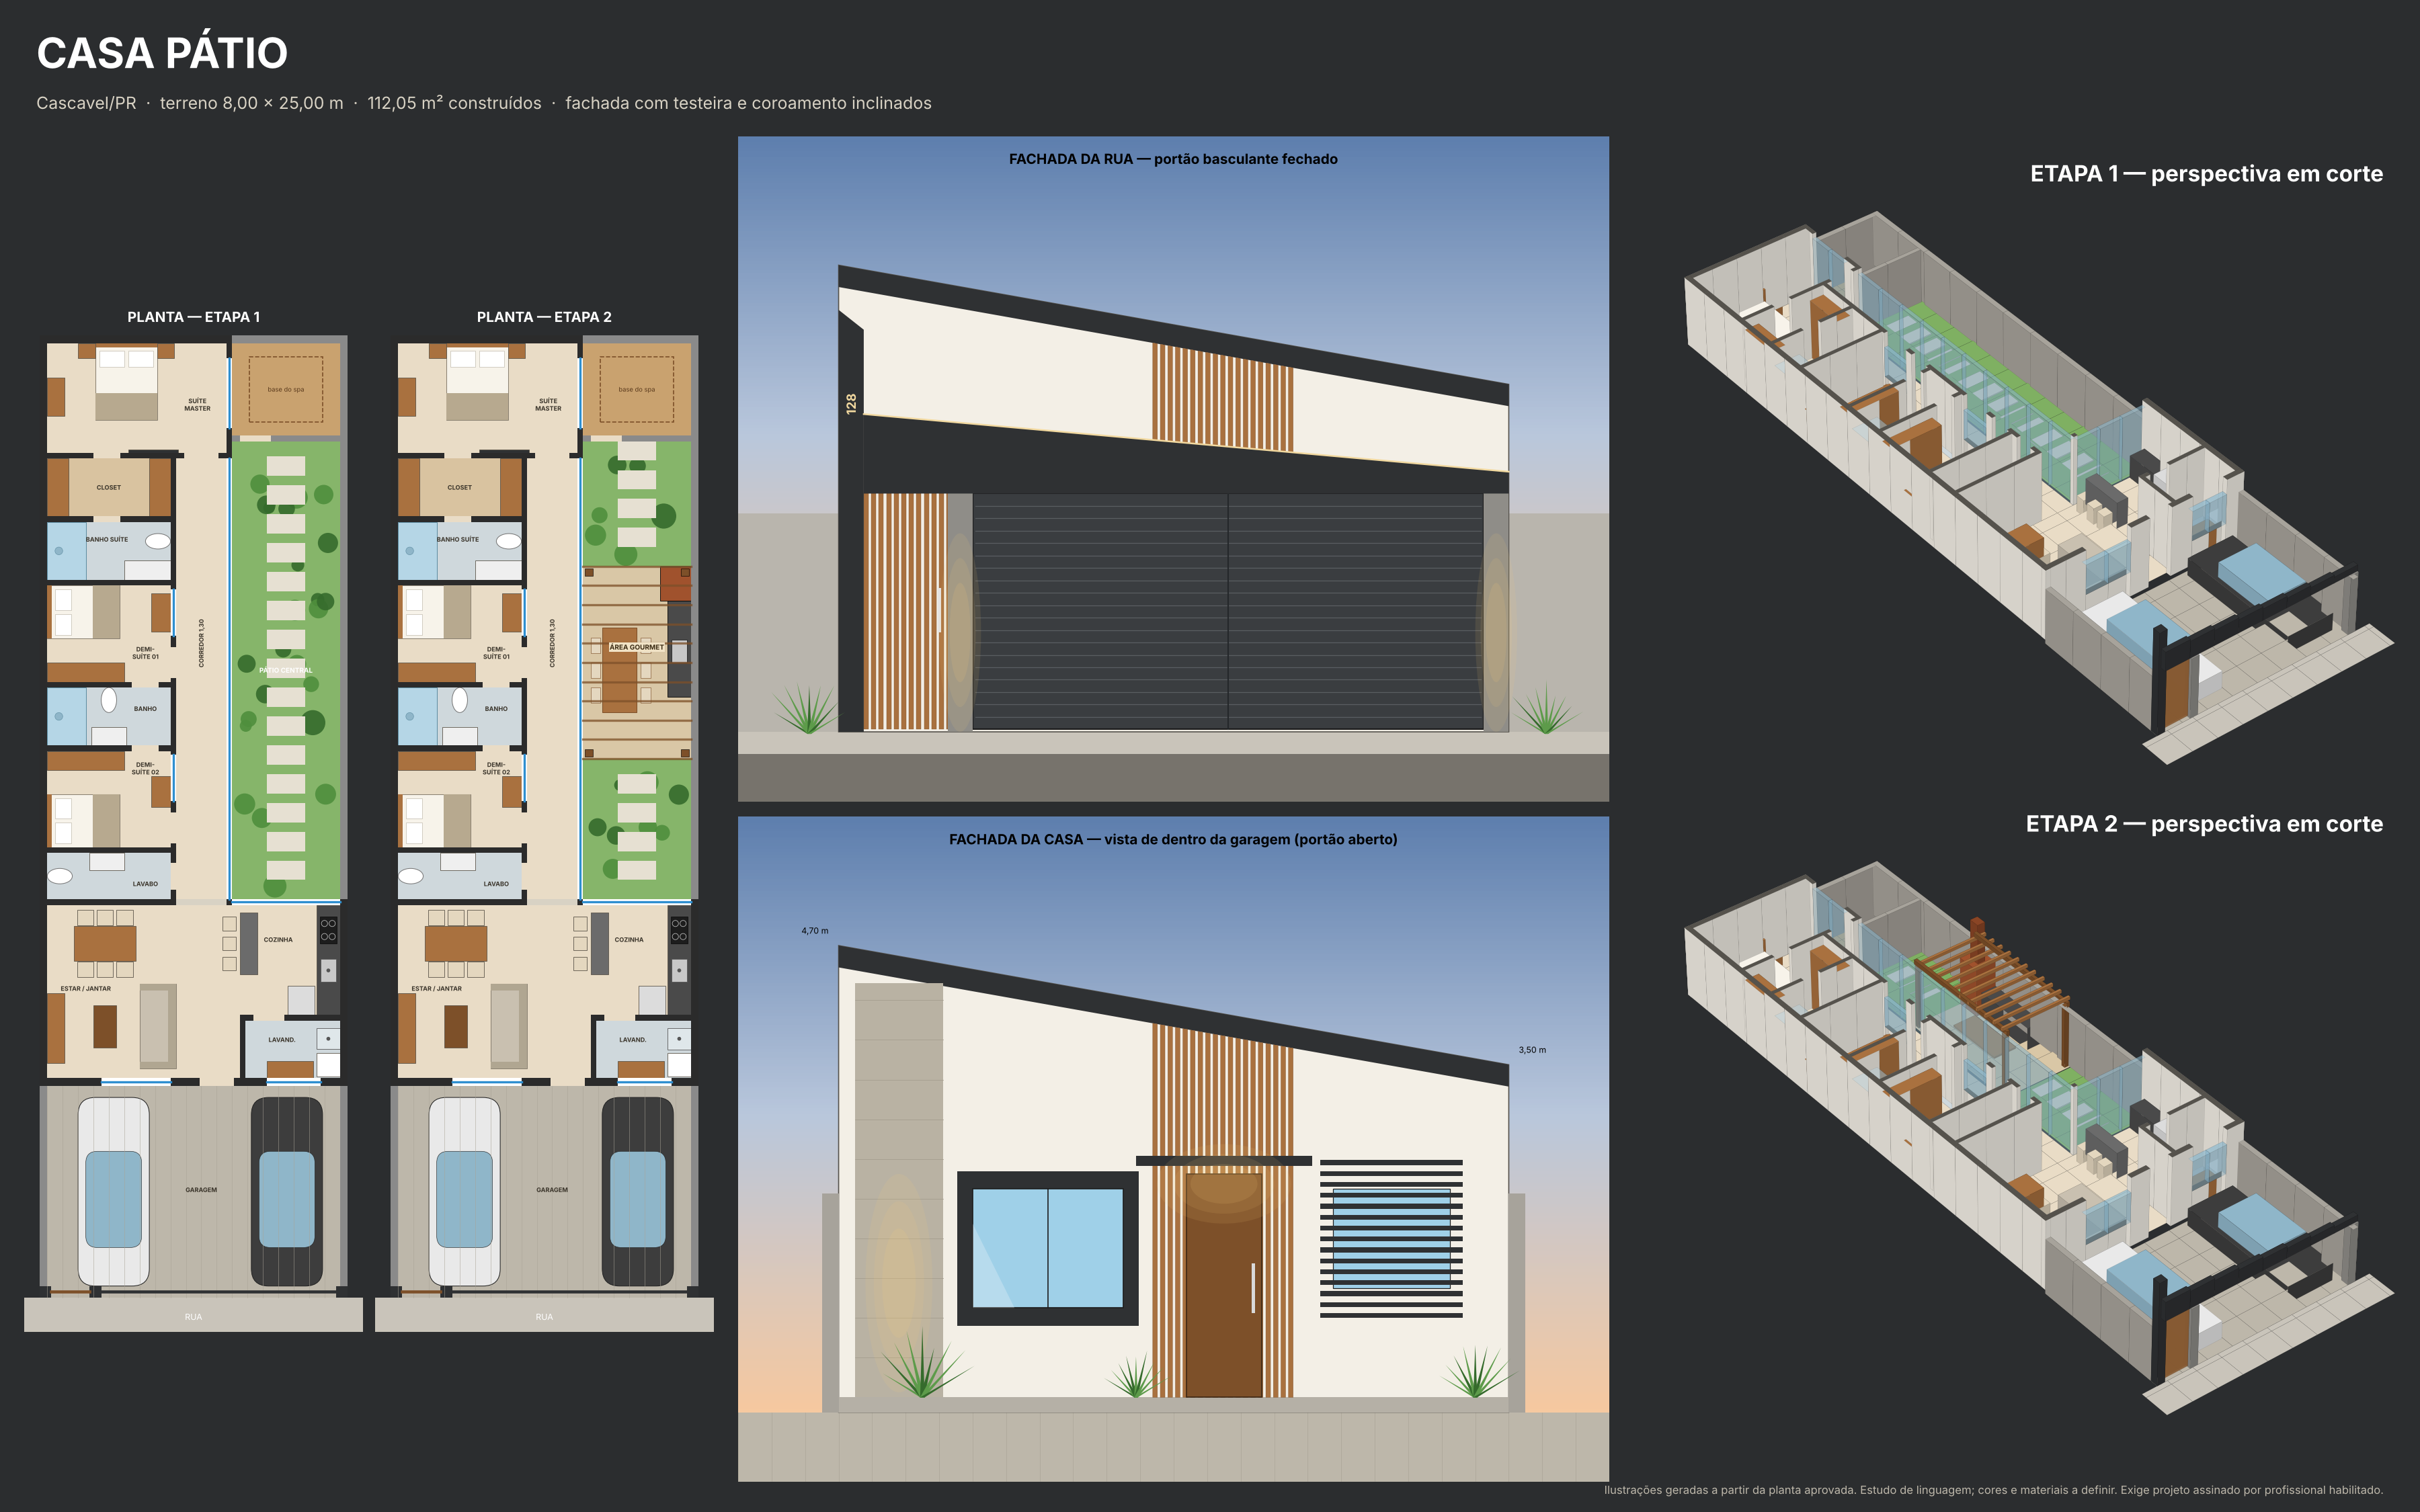 CASA PÁTIO
Cascavel/PR · terreno 8,00 × 25,00 m · 112,05 m² construídos · fachada com testeira e coroamento inclinados
PLANTA — ETAPA 1
base do spa
SUÍTE
MASTER
CLOSET
BANHO SUÍTE
CORREDOR 1,30
DEMI-
SUÍTE 01
PÁTIO CENTRAL
BANHO
DEMI-
SUÍTE 02
LAVABO
COZINHA
ESTAR / JANTAR
LAVAND.
GARAGEM
RUA
PLANTA — ETAPA 2
base do spa
SUÍTE
MASTER
CLOSET
BANHO SUÍTE
CORREDOR 1,30
DEMI-
SUÍTE 01
ÁREA GOURMET
BANHO
DEMI-
SUÍTE 02
LAVABO
COZINHA
ESTAR / JANTAR
LAVAND.
GARAGEM
RUA
FACHADA DA RUA — portão basculante fechado
128
FACHADA DA CASA — vista de dentro da garagem (portão aberto)
4,70 m
3,50 m
ETAPA 1 — perspectiva em corte
ETAPA 2 — perspectiva em corte
Ilustrações geradas a partir da planta aprovada. Estudo de linguagem; cores e materiais a definir. Exige projeto assinado por profissional habilitado.